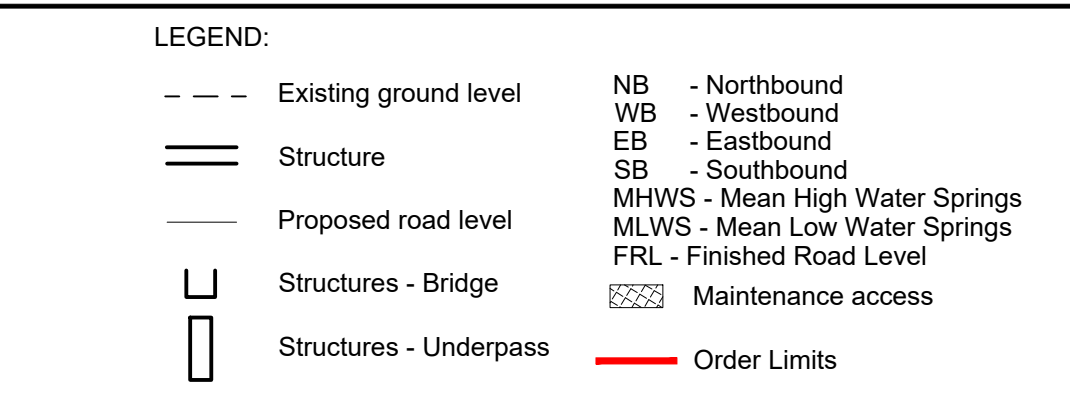 LEGEND:
Existing ground level
Structure
Proposed road level
Structures - Bridge
Structures - Underpass
NB - Northbound
WB - Westbound
EB - Eastbound
SB - Southbound
MHWS - Mean High Water Springs
MLWS - Mean Low Water Springs
FRL - Finished Road Level
Maintenance access
Order Limits